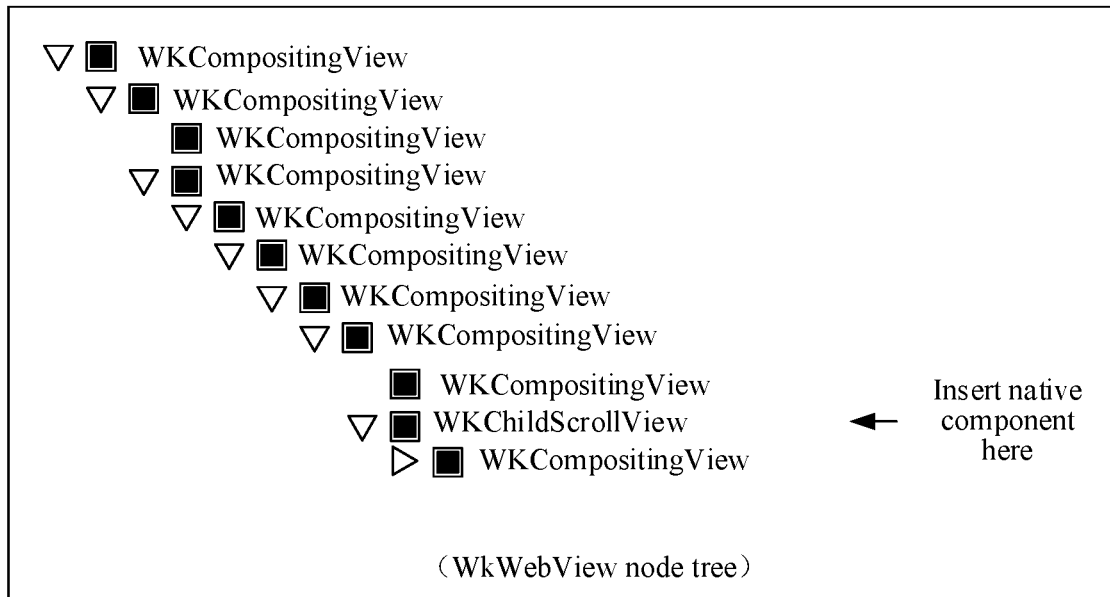 WKCompositingView
WKCompositingView
WKCompositingView
WKCompositingView
WKCompositingView
WKCompositingView
WKCompositingView
WKCompositingView
WKCompositingView
WKChildScrollView
WKCompositingView
Insert native
component
here
（WkWebView node tree）